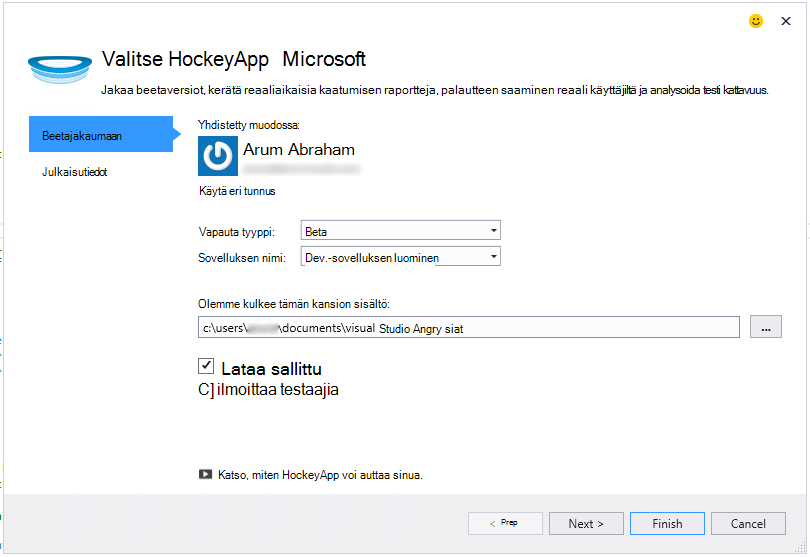 Valitse HockeyApp Microsoft
Jakaa beetaversiot, kerätä reaaliaikaisia kaatumisen raportteja, palautteen saaminen reaali käyttäjiltä ja analysoida testi kattavuus.
Beetajakaumaan
Julkaisutiedot
Yhdistetty muodossa:
Arum Abraham
Käytä eri tunnus
Vapauta tyyppi: Beta
Sovelluksen nimi: Dev.-sovelluksen luominen
Olemme kulkee tämän kansion sisältö:
c:\users\ \documents\visual Studio Angry siat ...
Lataa sallittu
C] ilmoittaa testaajia
Katso, miten HockeyApp voi auttaa sinua.
< Prep Next > Finish Cancel